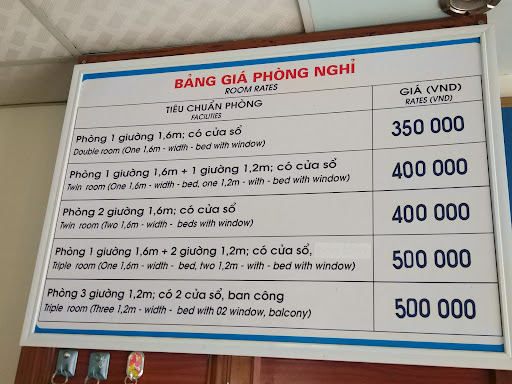 BẢNG GIÁ PHÒNG NGHỈ
ROOM RATES
TIÊU CHUẨN PHÒNG
FACILITIES
GIÁ (VND)
RATES (VND)
Phòng 1 giường 1,6m; có cửa sổ
Double room (One 1,6m - width - bed with window)
350 000
Phòng 1 giường 1,6m + 1 giường 1,2m; có cửa sổ
Twin room (One 1,6m - width - bed, one 1,2m - with - bed with window)
400 000
Phòng 2 giường 1,6m; có cửa sổ
Twin room (Two 1,6m - width - beds with window)
400 000
Phòng 1 giường 1,6m + 2 giường 1,2m; có cửa sổ,
Triple room (One 1,6m - width - bed, two 1,2m - with - bed with window)
500 000
Phòng 3 giường 1,2m; có 2 cửa sổ, ban công
Triple room (Three 1,2m - width - bed with 02 window, balcony)
500 000